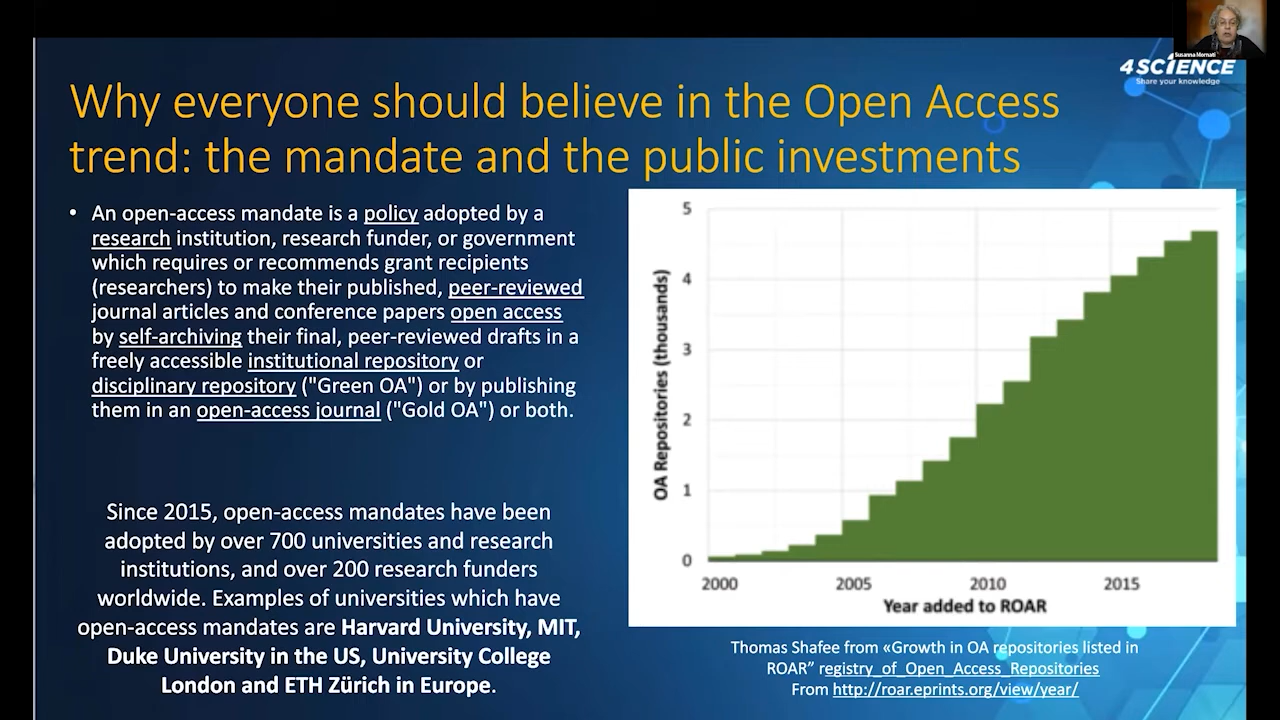 Susanna Mornati
4SCIENCE
Share your knowledge
Why everyone should believe in the Open Access
trend: the mandate and the public investments
• An open-access mandate is a policy adopted by a
research institution, research funder, or government
which requires or recommends grant recipients
(researchers) to make their published, peer-reviewed
journal articles and conference papers open access
by self-archiving their final, peer-reviewed drafts in a
freely accessible institutional repository or
disciplinary repository ("Green OA") or by publishing
them in an open-access journal ("Gold OA") or both.
Since 2015, open-access mandates have been
adopted by over 700 universities and research
institutions, and over 200 research funders
worldwide. Examples of universities which have
open-access mandates are Harvard University, MIT,
Duke University in the US, University College
London and ETH Zürich in Europe.
OA Repositories (thousands)
5
4
3
2
1
0
2000 2005 2010 2015
Year added to ROAR
Thomas Shafee from «Growth in OA repositories listed in
ROAR” registry_of_Open_Access_Repositories
From http://roar.eprints.org/view/year/